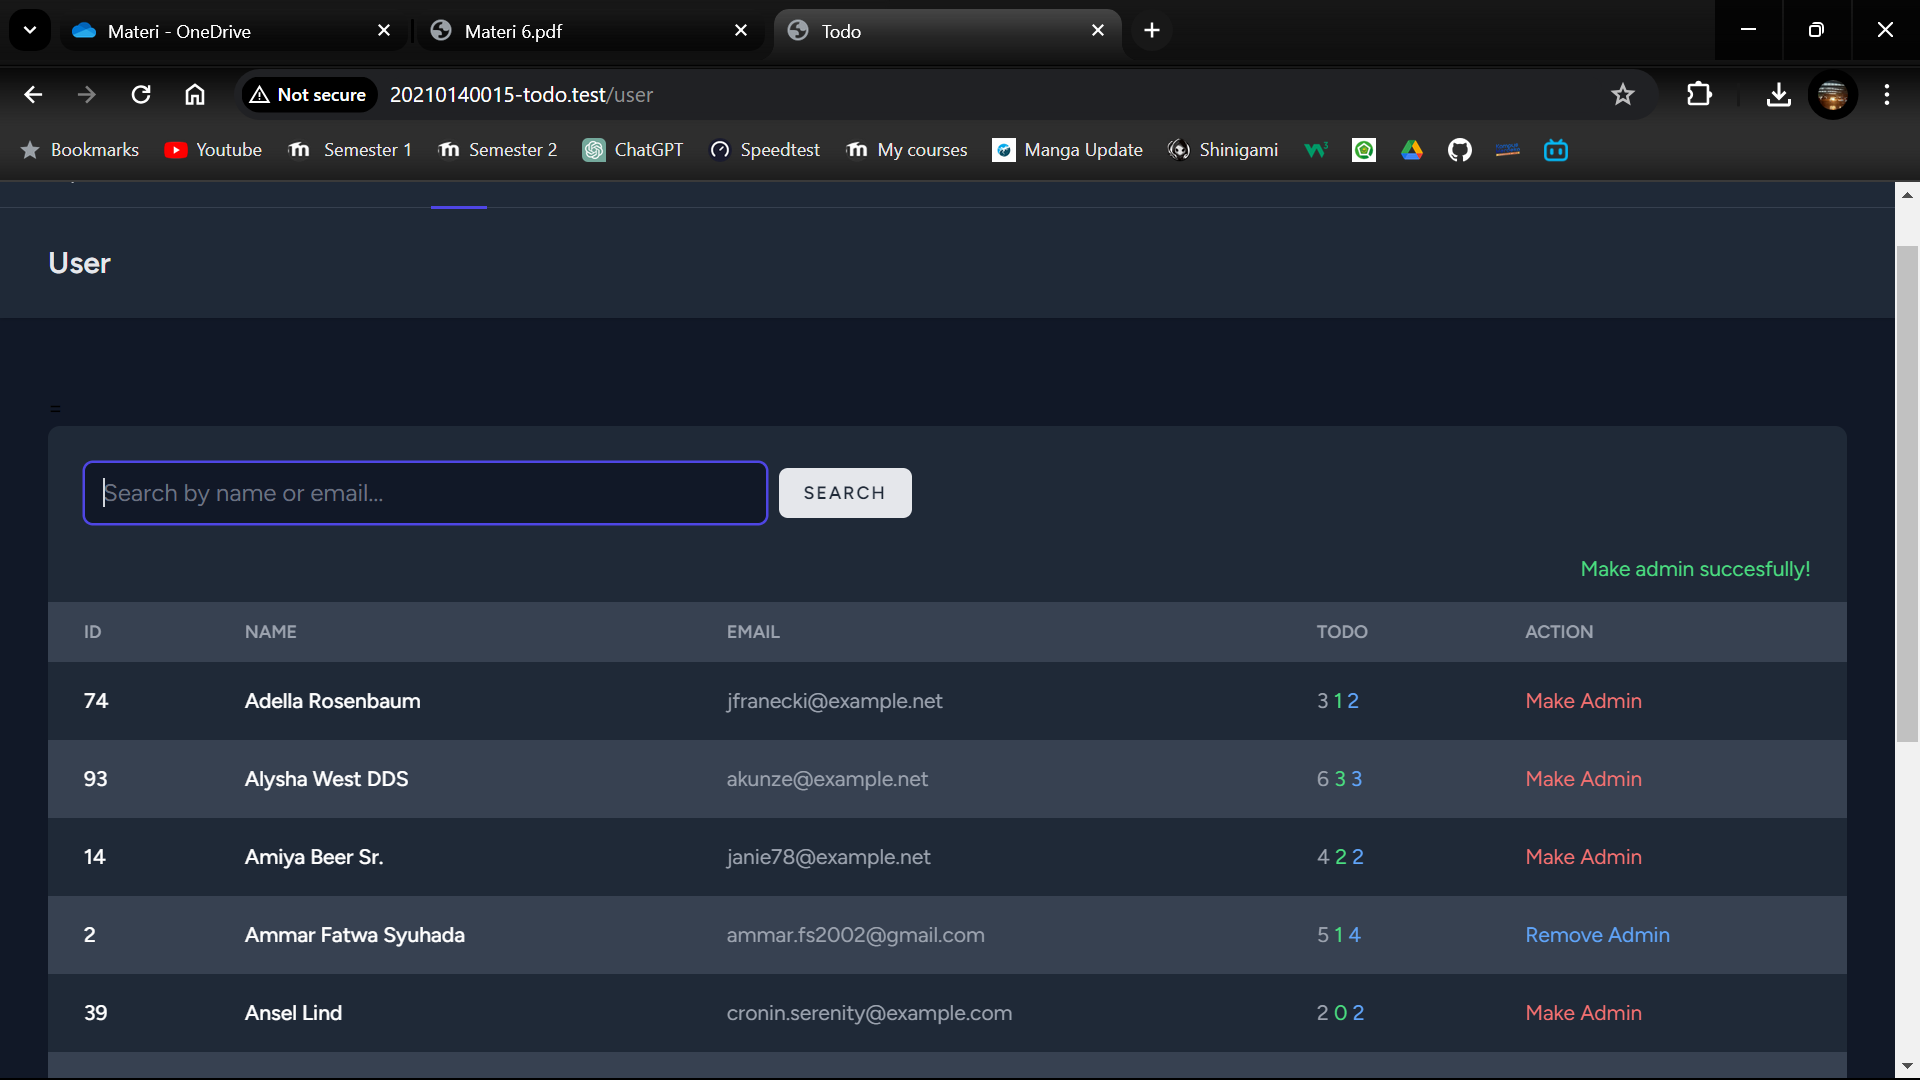 Materi - OneDrive
Materi 6.pdf
Todo
Not secure
20210140015-todo.test/user
Bookmarks
Youtube
Semester 1
Semester 2
ChatGPT
Speedtest
My courses
Manga Update
Shinigami
User
=
Search by name or email...
SEARCH
Make admin succesfully!
ID NAME EMAIL TODO ACTION
74 Adella Rosenbaum jfranecki@example.net 3 1 2 Make Admin
93 Alysha West DDS akunze@example.net 6 3 3 Make Admin
14 Amiya Beer Sr. janie78@example.net 4 2 2 Make Admin
2 Ammar Fatwa Syuhada ammar.fs2002@gmail.com 5 1 4 Remove Admin
39 Ansel Lind cronin.serenity@example.com 2 0 2 Make Admin